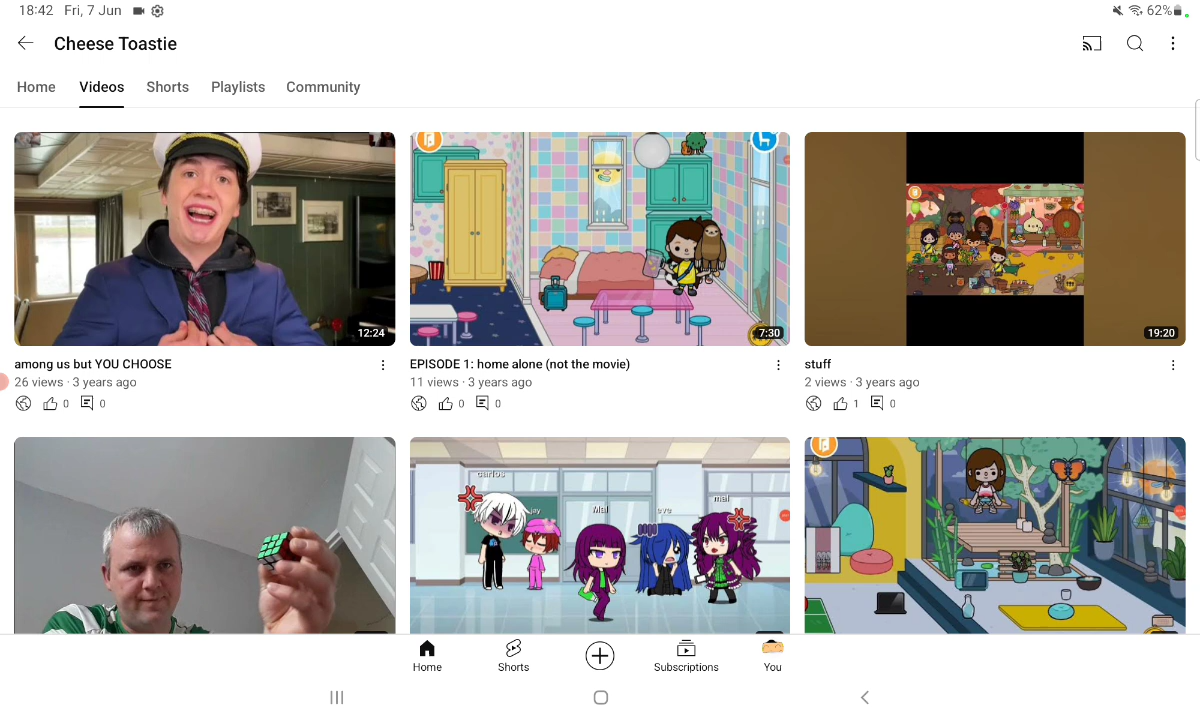 18:42 Fri, 7 Jun 62%
Cheese Toastie
Home Videos Shorts Playlists Community
12:24
7:30
19:20
among us but YOU CHOOSE
26 views · 3 years ago
0 0
EPISODE 1: home alone (not the movie)
11 views · 3 years ago
0 0
stuff
2 views · 3 years ago
1 0
carlos
jay
Mal
eve
mal
Home Shorts Subscriptions You